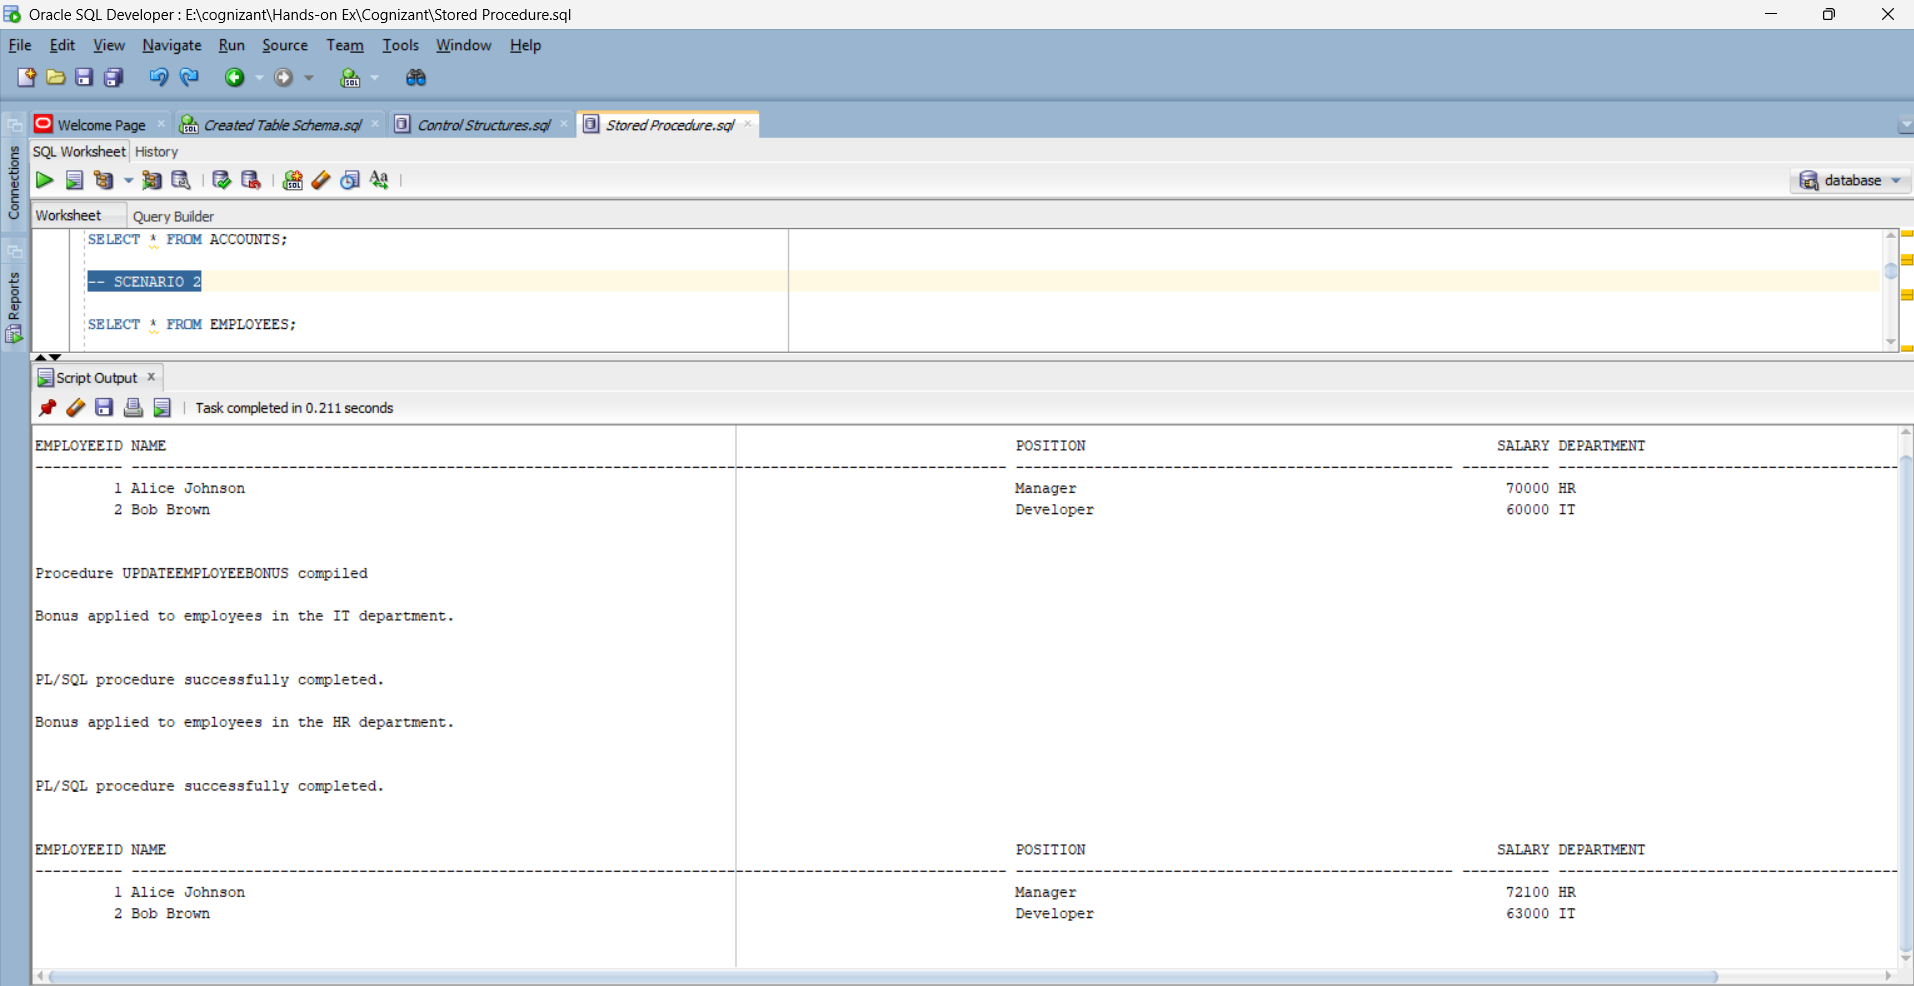 Oracle SQL Developer : E:\cognizant\Hands-on Ex\Cognizant\Stored Procedure.sql
File Edit View Navigate Run Source Team Tools Window Help
Welcome Page Created Table Schema.sql Control Structures.sql Stored Procedure.sql
SQL Worksheet History
database
Worksheet Query Builder
Connections
Reports
SELECT * FROM ACCOUNTS;
-- SCENARIO 2
SELECT * FROM EMPLOYEES;
Script Output
Task completed in 0.211 seconds
EMPLOYEEID NAME POSITION SALARY DEPARTMENT
1 Alice Johnson Manager 70000 HR
2 Bob Brown Developer 60000 IT
Procedure UPDATEEMPLOYEEBONUS compiled
Bonus applied to employees in the IT department.
PL/SQL procedure successfully completed.
Bonus applied to employees in the HR department.
PL/SQL procedure successfully completed.
EMPLOYEEID NAME POSITION SALARY DEPARTMENT
1 Alice Johnson Manager 72100 HR
2 Bob Brown Developer 63000 IT